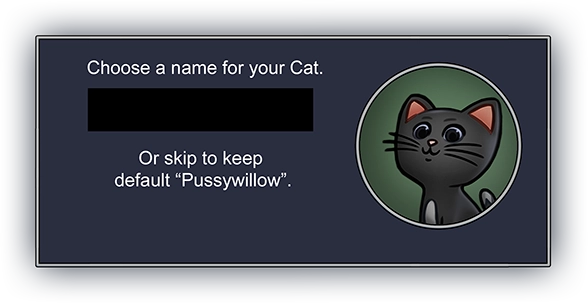 Choose a name for your Cat.
Or skip to keep
default “Pussywillow”.